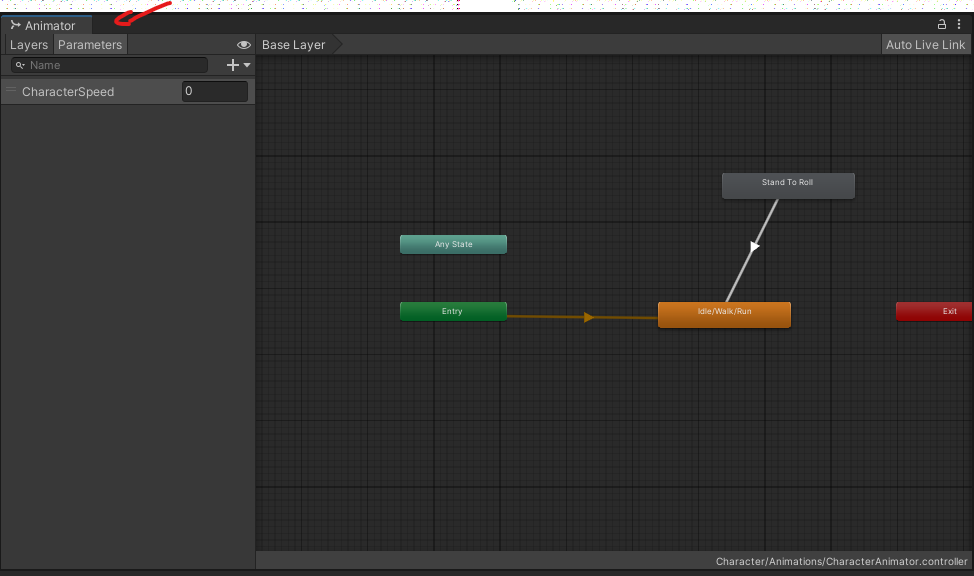 Animator
Layers Parameters Base Layer Auto Live Link
Name
CharacterSpeed 0
Stand To Roll
Any State
Entry Idle/Walk/Run Exit
Character/Animations/CharacterAnimator.controller